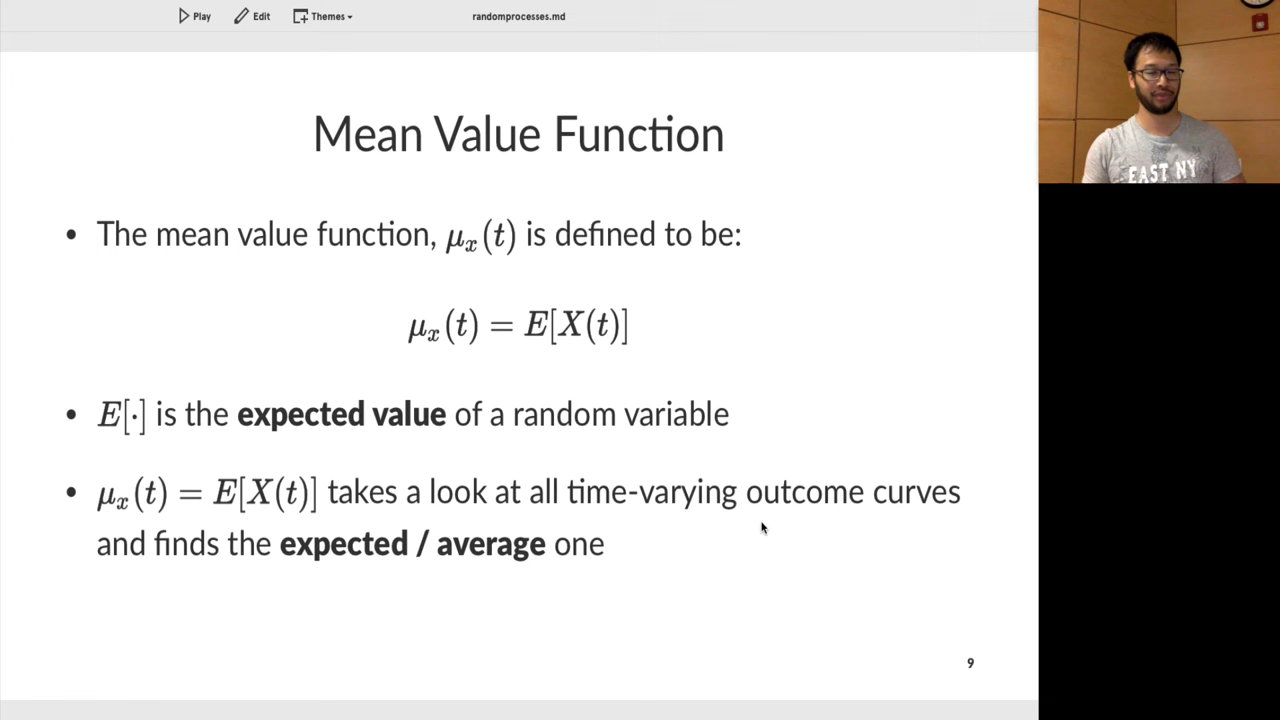 Play Edit Themes randomprocesses.md
Mean Value Function
• The mean value function, μₓ(t) is defined to be:
μₓ(t) = E[X(t)]
• E[·] is the expected value of a random variable
• μₓ(t) = E[X(t)] takes a look at all time-varying outcome curves
and finds the expected / average one
9
EAST NY